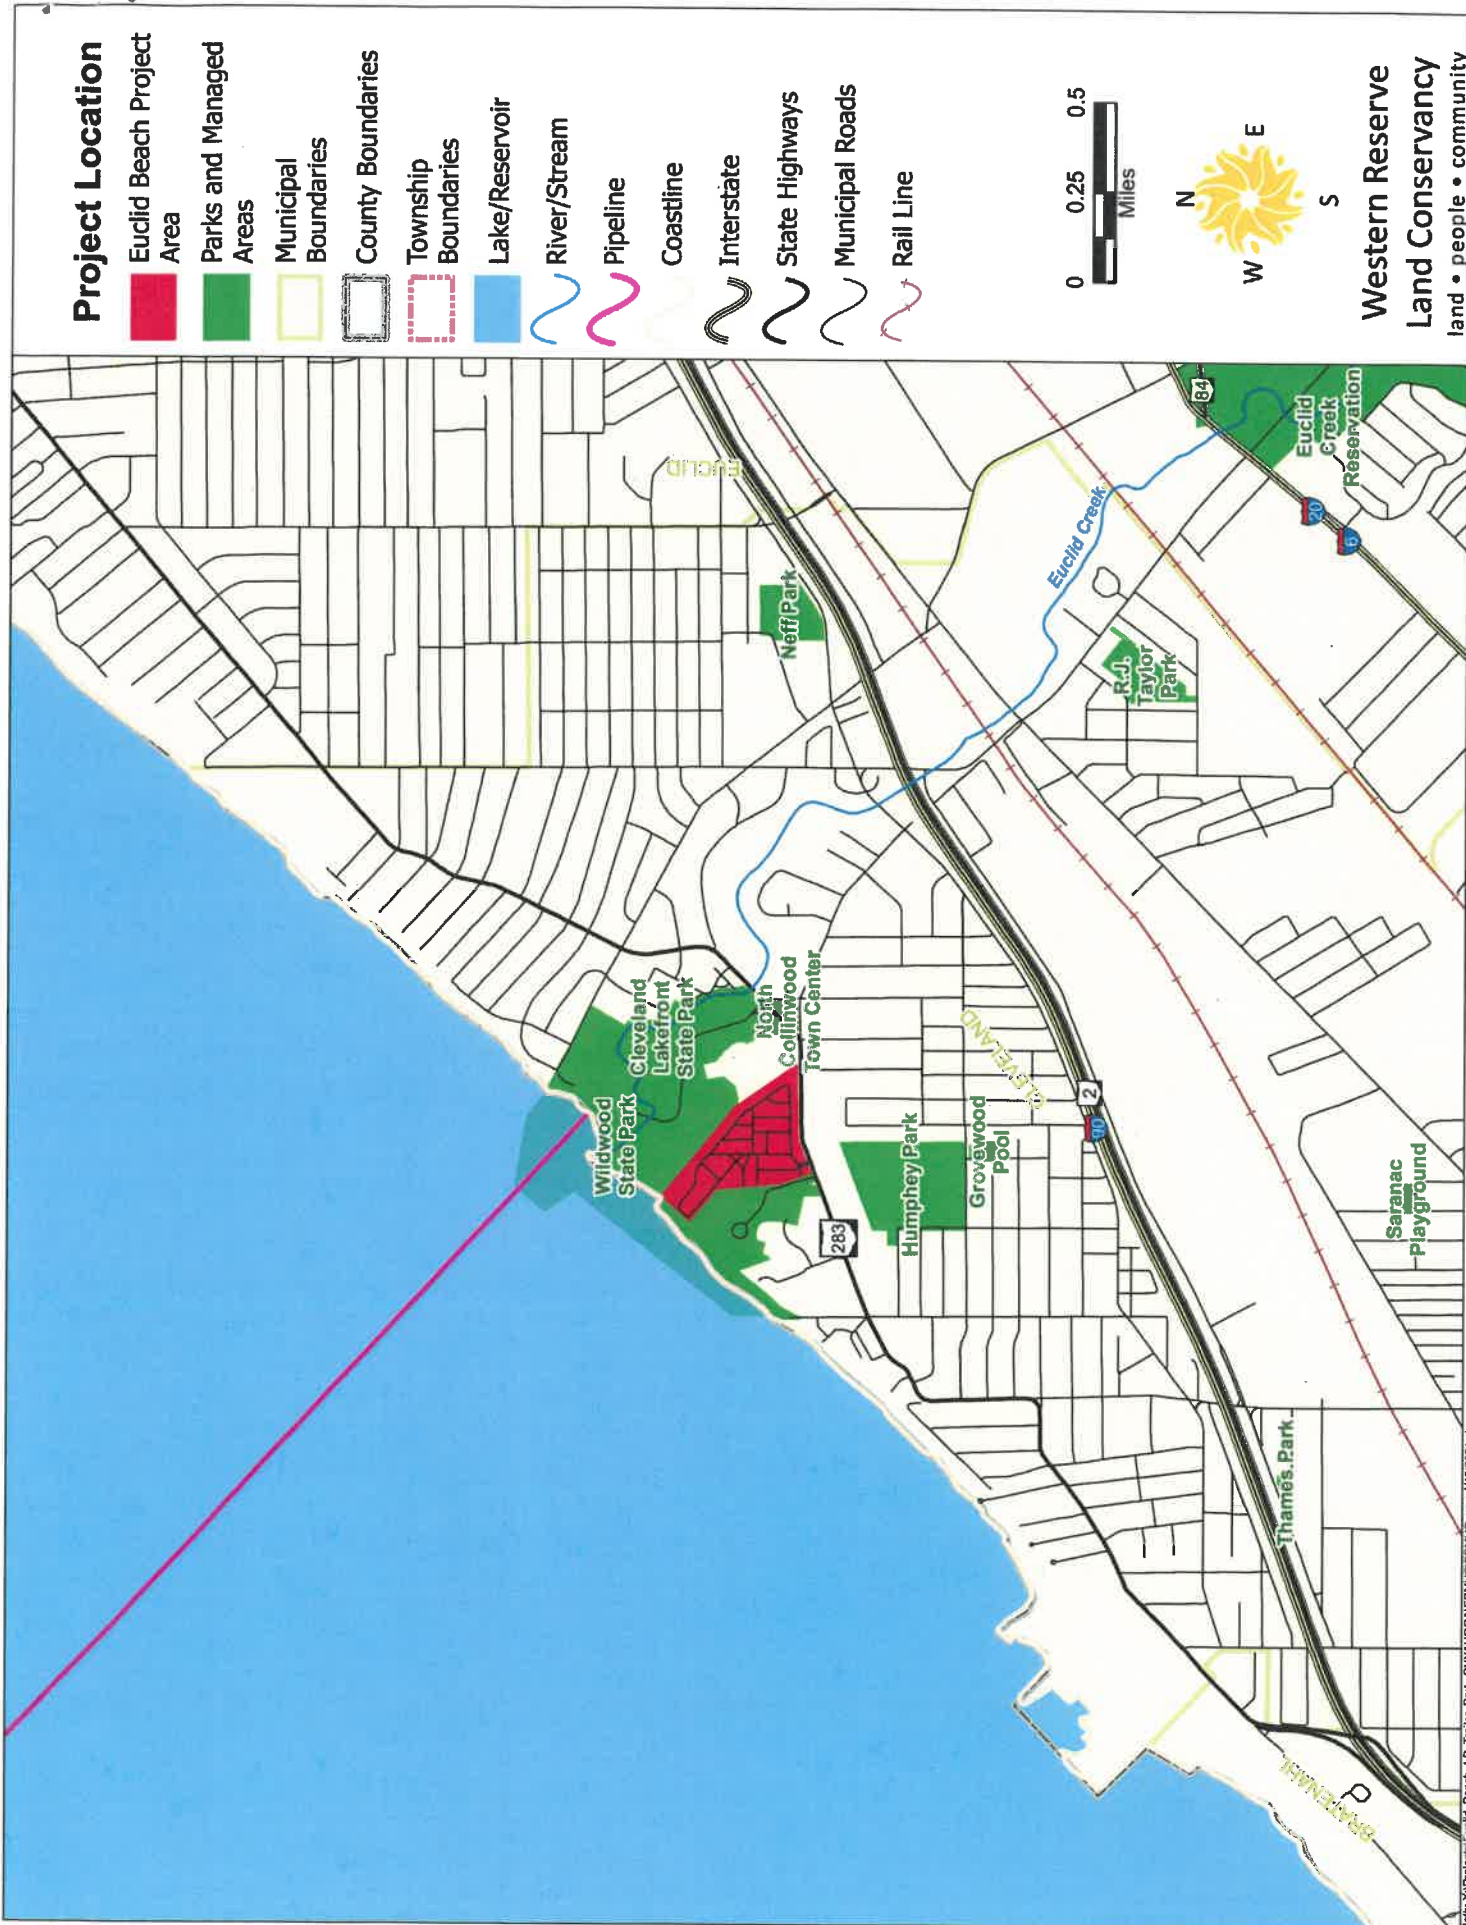 Project Location
Euclid Beach Project
Area
Parks and Managed
Areas
Municipal
Boundaries
County Boundaries
Township
Boundaries
Lake/Reservoir
River/Stream
Pipeline
Coastline
Interstate
State Highways
Municipal Roads
Rail Line
0 0.25 0.5
Miles
N
W E
S
Western Reserve
Land Conservancy
land • people • community
EUCLID
84
Euclid
Creek
Reservation
20
6
Euclid Creek
Neff Park
R.J.
Taylor
Park
Cleveland
Lakefront
State Park
North
Collinwood
Town Center
Wildwood
State Park
CLEVELAND
2
90
Humphey Park
Grovewood
Pool
283
Saranac
Playground
Thames Park
BRATENAHL